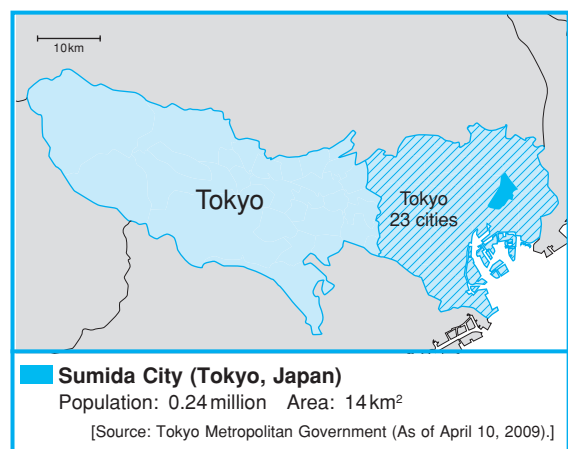 10km
Tokyo
Tokyo
23 cities
Sumida City (Tokyo, Japan)
Population: 0.24 million Area: 14 km²
[Source: Tokyo Metropolitan Government (As of April 10, 2009).]